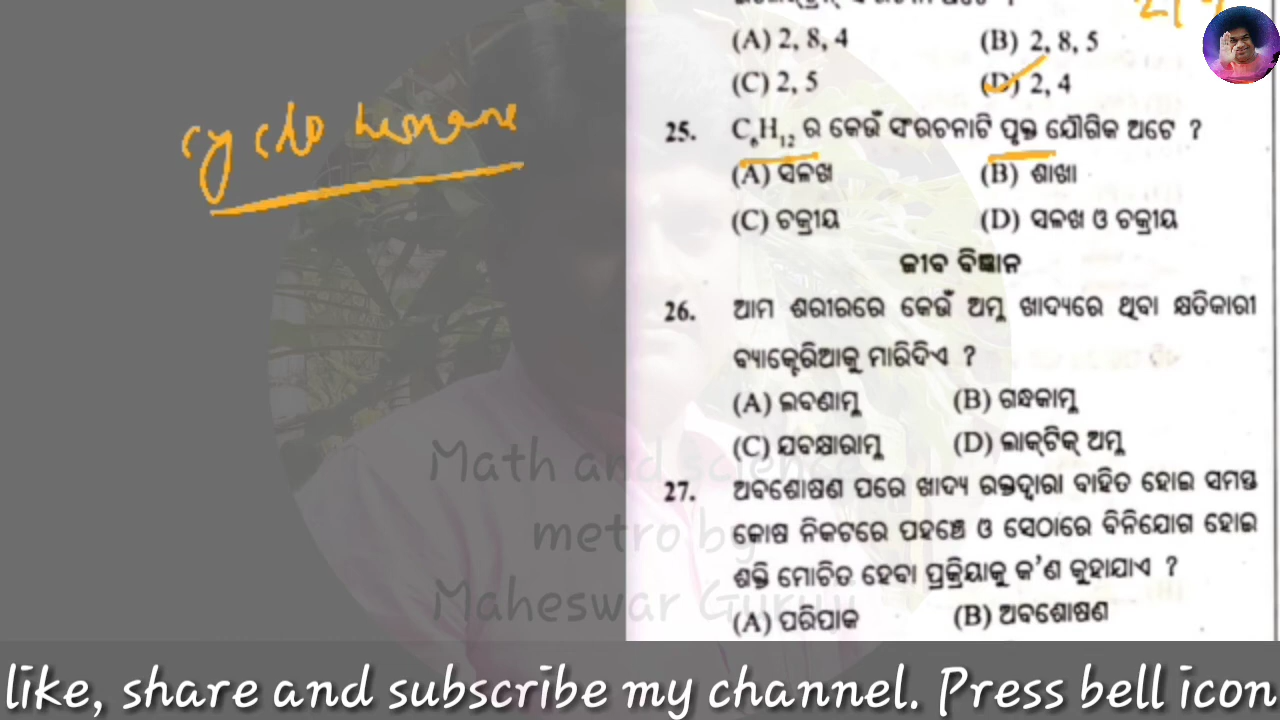 (A) 2, 8, 4 (B) 2, 8, 5
(C) 2, 5 (D) 2, 4
cyclo hexane
25. C₆H₁₂ ର କେଉଁ ସଂରଚନାଟି ପୃକ୍ତ ଯୌଗିକ ଅଟେ ?
(A) ସଳଖ (B) ଶାଖା
(C) ଚକ୍ରୀୟ (D) ସଳଖ ଓ ଚକ୍ରୀୟ
ଜୀବ ବିଜ୍ଞାନ
26. ଆମ ଶରୀରରେ କେଉଁ ଅମ୍ଳ ଖାଦ୍ୟରେ ଥିବା କ୍ଷତିକାରୀ
ବ୍ୟାକ୍ଟେରିଆକୁ ମାରିଦିଏ ?
(A) ଲବଣାମ୍ଳ (B) ଗନ୍ଧକାମ୍ଳ
(C) ଯବକ୍ଷାରାମ୍ଳ (D) ଲାକ୍‌ଟିକ୍ ଅମ୍ଳ
27. ଅବଶୋଷଣ ପରେ ଖାଦ୍ୟ ରକ୍ତଦ୍ୱାରା ବାହିତ ହୋଇ ସମସ୍ତ
କୋଷ ନିକଟରେ ପହଞ୍ଚେ ଓ ସେଠାରେ ବିନିଯୋଗ ହୋଇ
ଶକ୍ତି ମୋଚିତ ହେବା ପ୍ରକ୍ରିୟାକୁ କ'ଣ କୁହାଯାଏ ?
(A) ପରିପାକ (B) ଅବଶୋଷଣ
Math and science
metro by
Maheswar Guru
like, share and subscribe my channel. Press bell icon